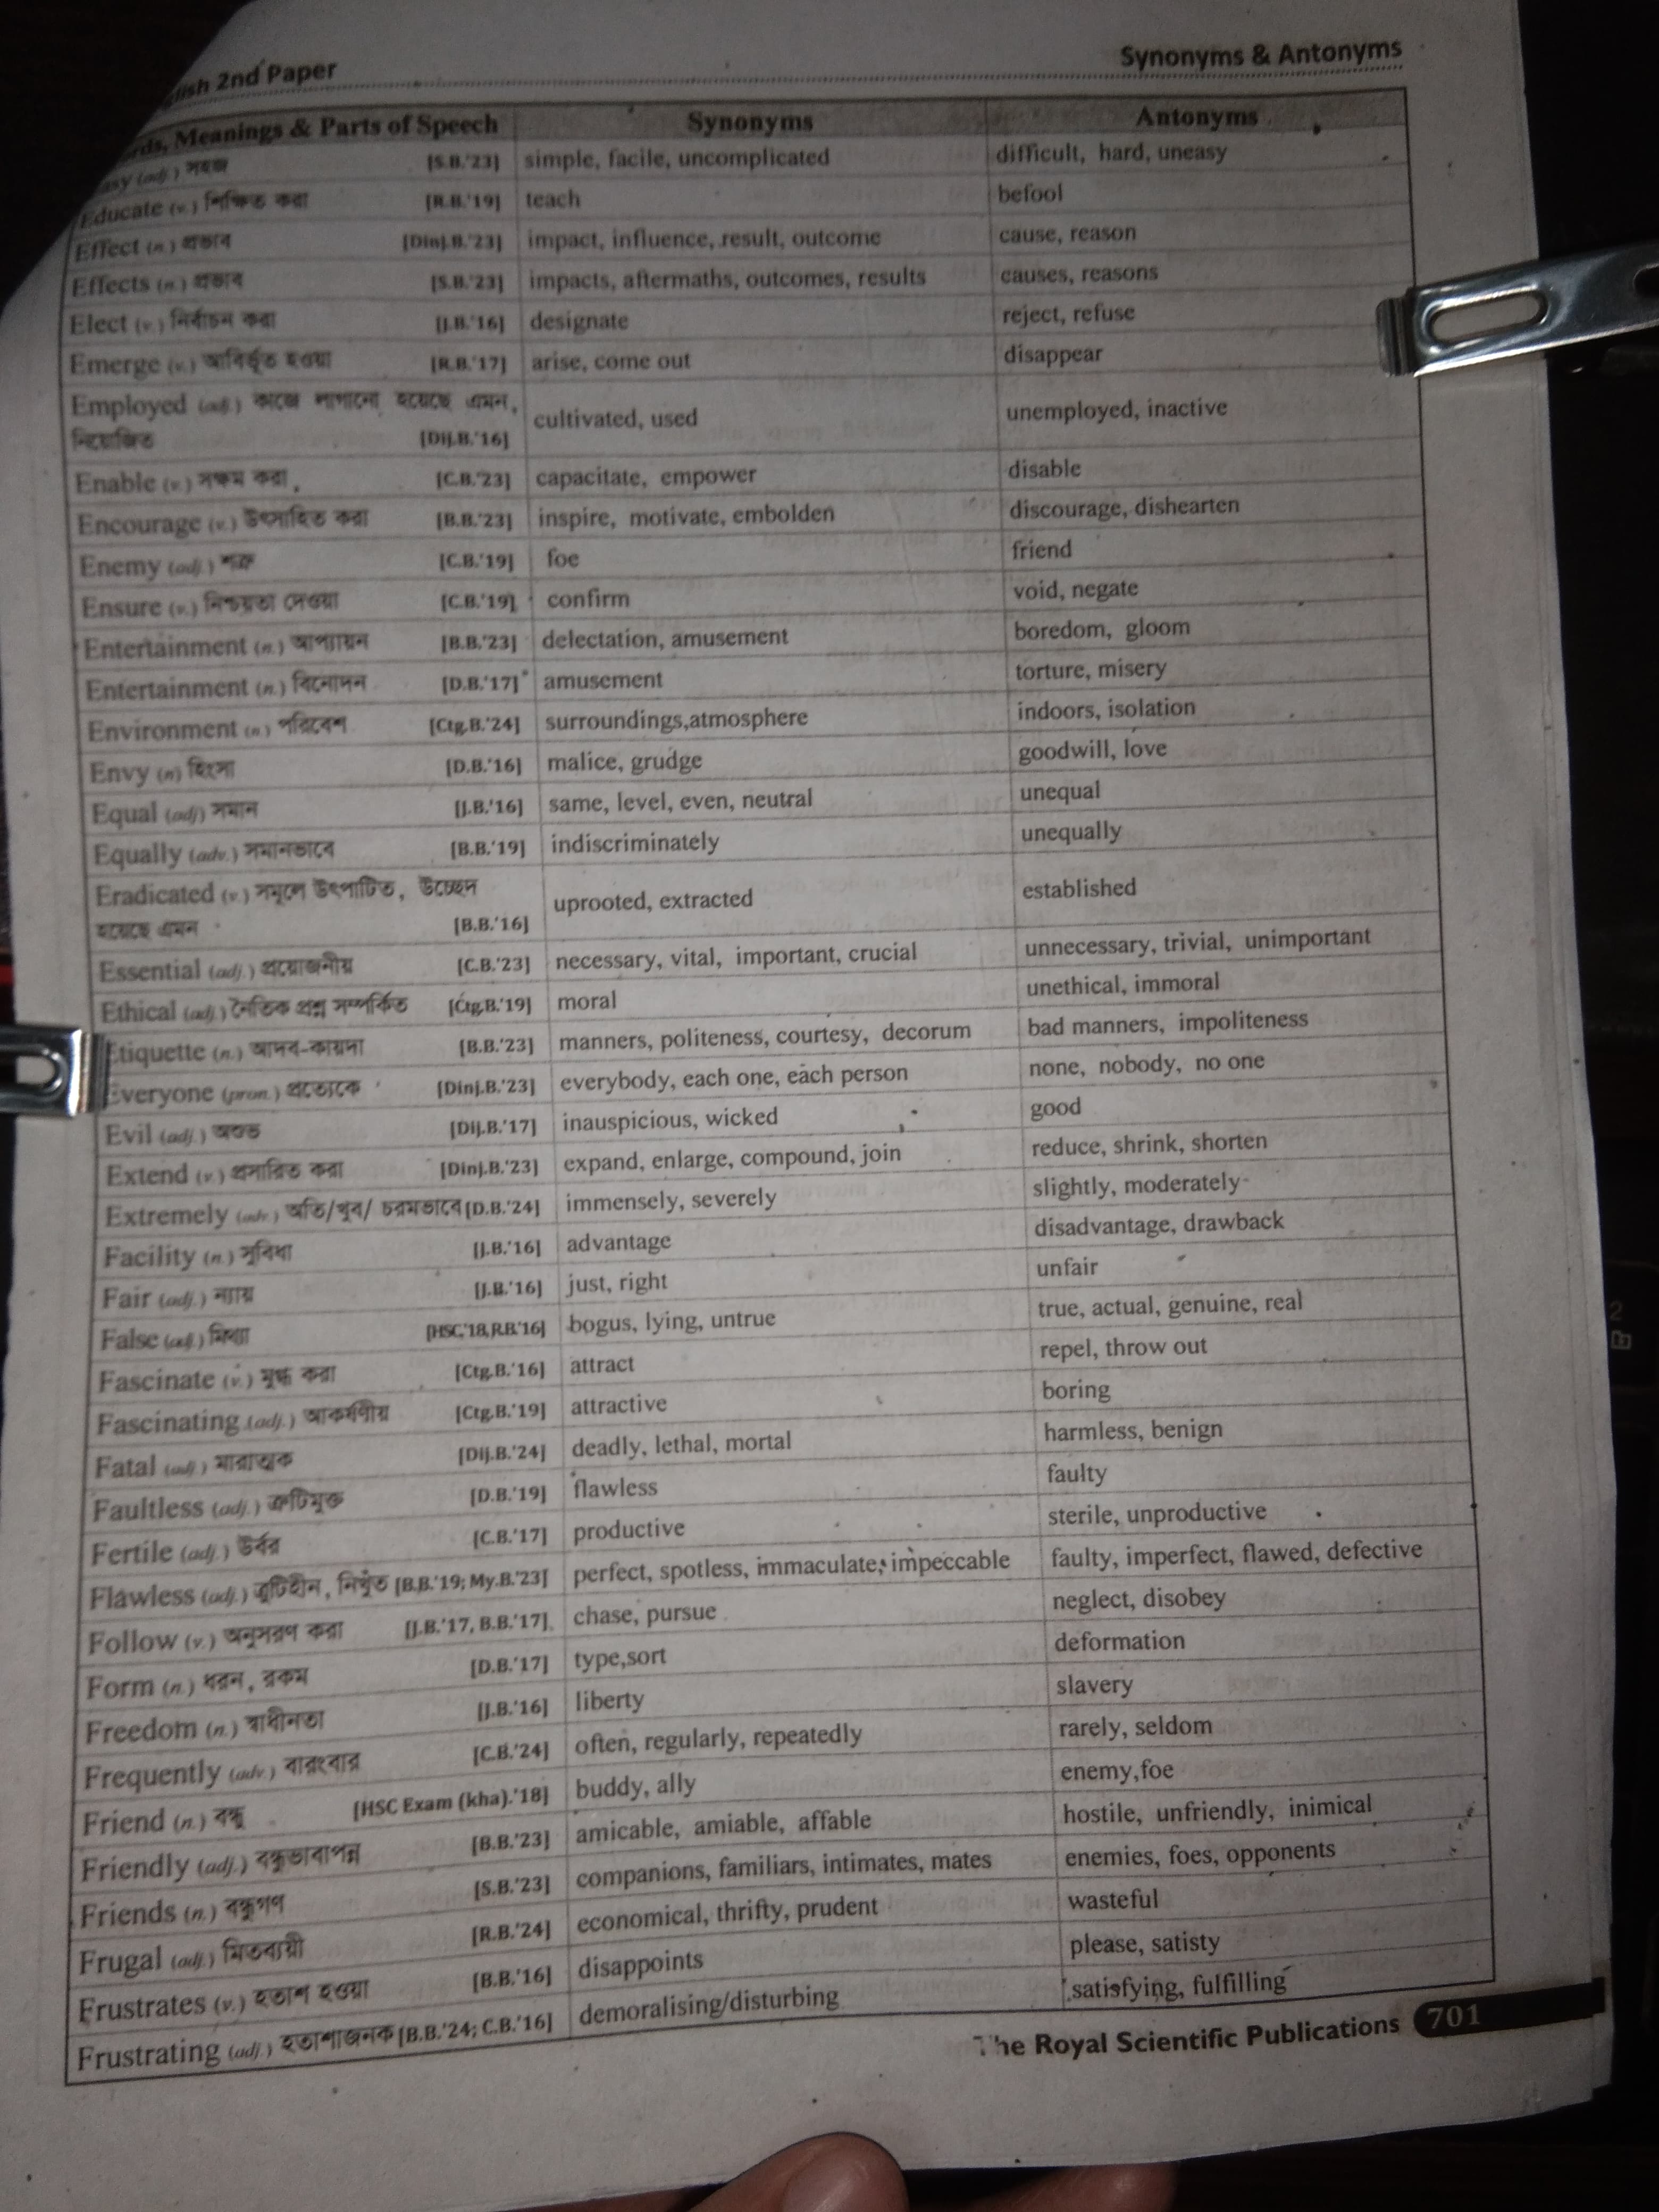 glish 2nd Paper Synonyms & Antonyms
rds, Meanings & Parts of Speech Synonyms Antonyms
asy (adj.) সহজ [S.B.'23] simple, facile, uncomplicated difficult, hard, uneasy
Educate (v.) শিক্ষিত করা [R.B.'19] teach befool
Effect (n.) প্রভাব [Dinj.B.'23] impact, influence, result, outcome cause, reason
Effects (n.) প্রভাব [S.B.'23] impacts, aftermaths, outcomes, results causes, reasons
Elect (v.) নির্বাচন করা [J.B.'16] designate reject, refuse
Emerge (v.) আবির্ভূত হওয়া [R.B.'17] arise, come out disappear
Employed (adj.) কাজে লাগানো হয়েছে এমন, নিয়োজিত [Dij.B.'16] cultivated, used unemployed, inactive
Enable (v.) সক্ষম করা, [C.B.'23] capacitate, empower disable
Encourage (v.) উৎসাহিত করা [B.B.'23] inspire, motivate, embolden discourage, dishearten
Enemy (adj.) শত্রু [C.B.'19] foe friend
Ensure (v.) নিশ্চয়তা দেওয়া [C.B.'19] confirm void, negate
Entertainment (n.) আপ্যায়ন [B.B.'23] delectation, amusement boredom, gloom
Entertainment (n.) বিনোদন [D.B.'17] amusement torture, misery
Environment (n.) পরিবেশ [Ctg.B.'24] surroundings,atmosphere indoors, isolation
Envy (n) হিংসা [D.B.'16] malice, grudge goodwill, love
Equal (adj) সমান [J.B.'16] same, level, even, neutral unequal
Equally (adv.) সমানভাবে [B.B.'19] indiscriminately unequally
Eradicated (v.) সমূলে উৎপাটিত, উচ্ছেদ হয়েছে এমন [B.B.'16] uprooted, extracted established
Essential (adj.) প্রয়োজনীয় [C.B.'23] necessary, vital, important, crucial unnecessary, trivial, unimportant
Ethical (adj.) নৈতিক প্রশ্ন সম্পর্কিত [Ctg.B.'19] moral unethical, immoral
Etiquette (n.) আদব-কায়দা [B.B.'23] manners, politeness, courtesy, decorum bad manners, impoliteness
Everyone (pron.) প্রত্যেকে [Dinj.B.'23] everybody, each one, each person none, nobody, no one
Evil (adj.) অশুভ [Dij.B.'17] inauspicious, wicked good
Extend (v.) প্রসারিত করা [Dinj.B.'23] expand, enlarge, compound, join reduce, shrink, shorten
Extremely (adv.) অতি/খুব/ চরমভাবে [D.B.'24] immensely, severely slightly, moderately
Facility (n.) সুবিধা [J.B.'16] advantage disadvantage, drawback
Fair (adj.) ন্যায্য [J.B.'16] just, right unfair
False (adj.) মিথ্যা [HSC'18,R.B.'16] bogus, lying, untrue true, actual, genuine, real
Fascinate (v.) মুগ্ধ করা [Ctg.B.'16] attract repel, throw out
Fascinating (adj.) আকর্ষণীয় [Ctg.B.'19] attractive boring
Fatal (adj.) মারাত্মক [Dij.B.'24] deadly, lethal, mortal harmless, benign
Faultless (adj.) ত্রুটিমুক্ত [D.B.'19] flawless faulty
Fertile (adj.) উর্বর [C.B.'17] productive sterile, unproductive
Flawless (adj.) ত্রুটিহীন, নিখুঁত [B.B.'19; My.B.'23] perfect, spotless, immaculate, impeccable faulty, imperfect, flawed, defective
Follow (v.) অনুসরণ করা [J.B.'17, B.B.'17] chase, pursue neglect, disobey
Form (n.) ধরন, রকম [D.B.'17] type,sort deformation
Freedom (n.) স্বাধীনতা [J.B.'16] liberty slavery
Frequently (adv.) বারংবার [C.B.'24] often, regularly, repeatedly rarely, seldom
Friend (n.) বন্ধু [HSC Exam (kha).'18] buddy, ally enemy,foe
Friendly (adj.) বন্ধুভাবাপন্ন [B.B.'23] amicable, amiable, affable hostile, unfriendly, inimical
Friends (n.) বন্ধুগণ [S.B.'23] companions, familiars, intimates, mates enemies, foes, opponents
Frugal (adj.) মিতব্যয়ী [R.B.'24] economical, thrifty, prudent wasteful
Frustrates (v.) হতাশ হওয়া [B.B.'16] disappoints please, satisty
Frustrating (adj.) হতাশাজনক [B.B.'24; C.B.'16] demoralising/disturbing satisfying, fulfilling
The Royal Scientific Publications 701